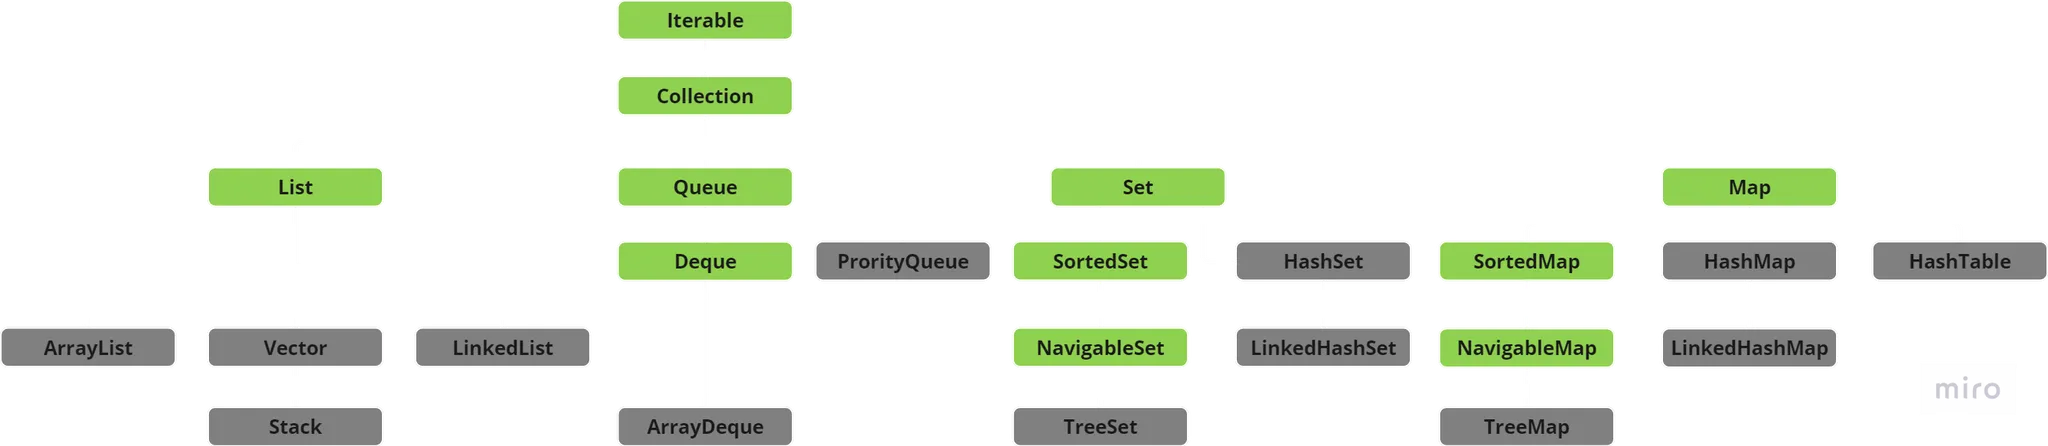 Iterable
Collection
List
Queue
Set
Map
Deque
ProrityQueue
SortedSet
HashSet
SortedMap
HashMap
HashTable
ArrayList
Vector
LinkedList
NavigableSet
LinkedHashSet
NavigableMap
LinkedHashMap
miro
Stack
ArrayDeque
TreeSet
TreeMap